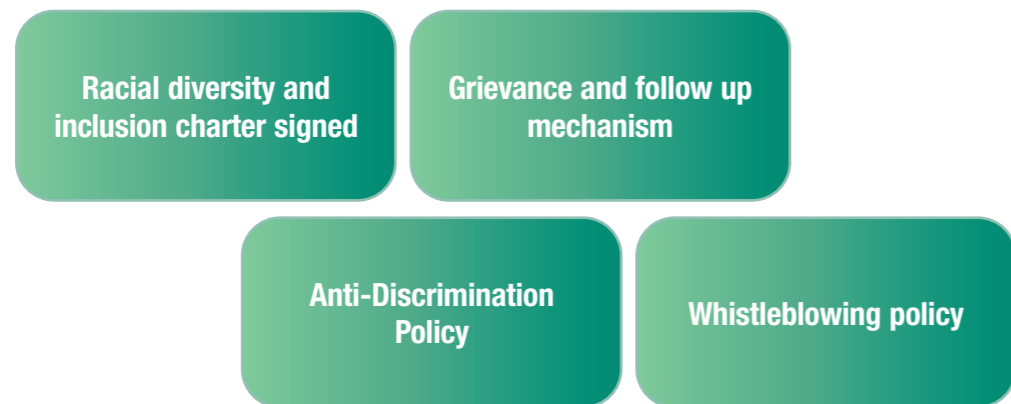 Racial diversity and
inclusion charter signed
Grievance and follow up
mechanism
Anti-Discrimination
Policy
Whistleblowing policy